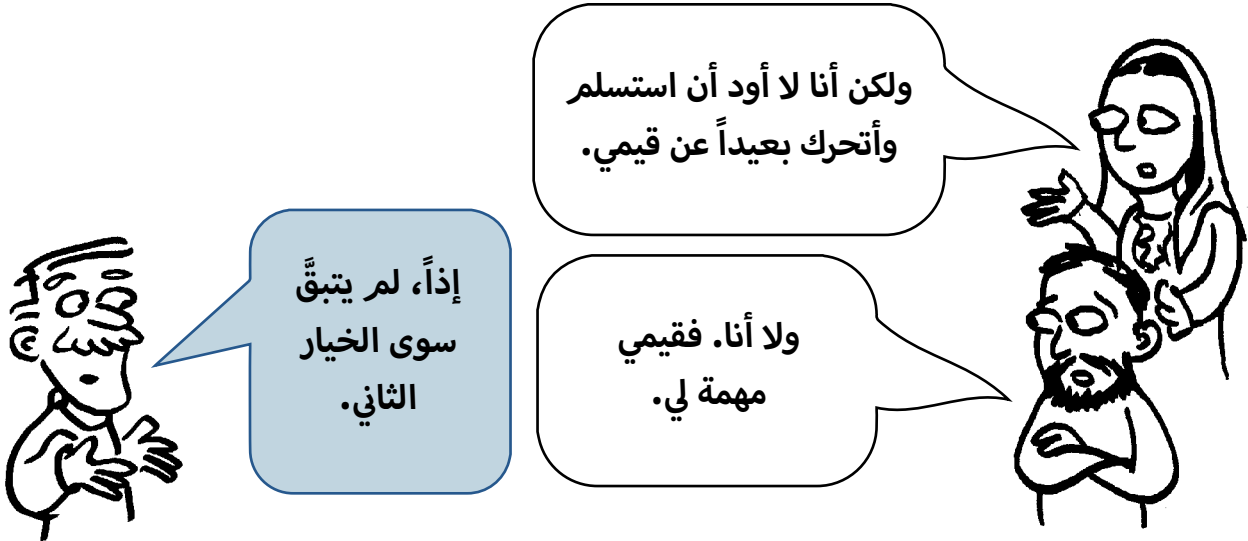 ولكن أنا لا أود أن استسلم
وأتحرك بعيداً عن قيمي.
ولا أنا. فقيمي
مهمة لي.
إذاً، لم يتبقَّ
سوى الخيار
الثاني.